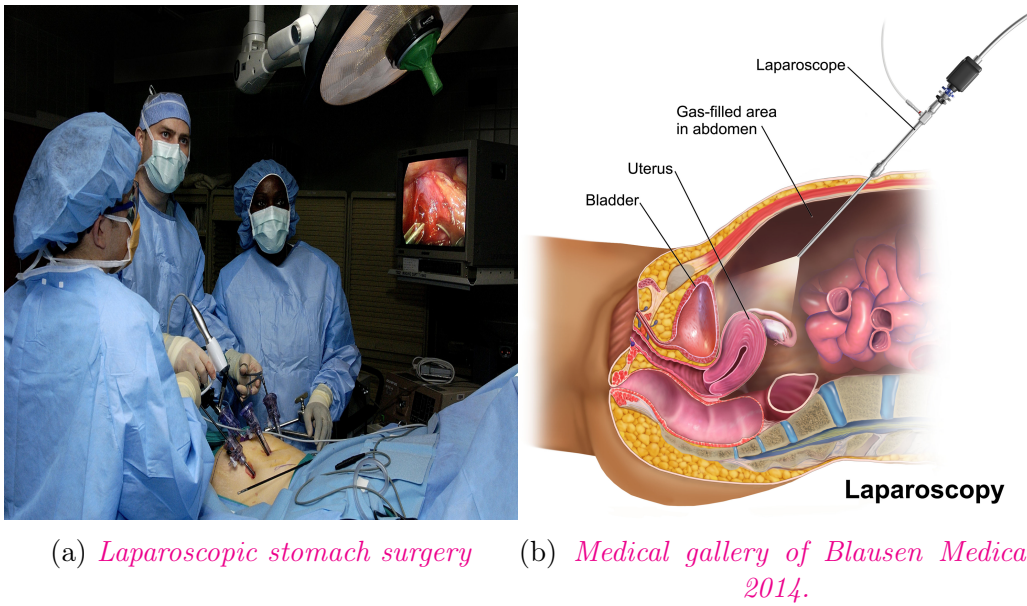 Laparoscope
Gas-filled area
in abdomen
Uterus
Bladder
Laparoscopy
(a) Laparoscopic stomach surgery
(b) Medical gallery of Blausen Medica
2014.